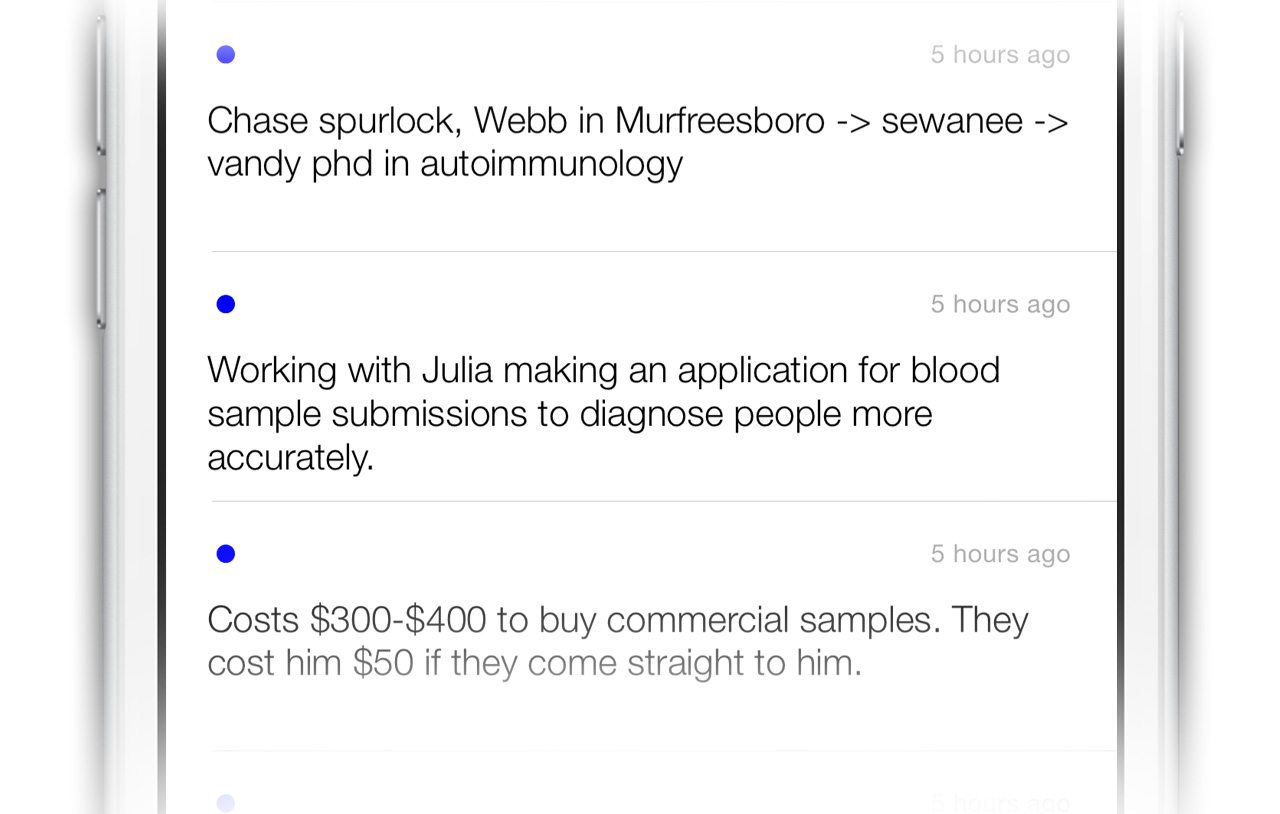 5 hours ago
Chase spurlock, Webb in Murfreesboro -> sewanee ->
vandy phd in autoimmunology
5 hours ago
Working with Julia making an application for blood
sample submissions to diagnose people more
accurately.
5 hours ago
Costs $300-$400 to buy commercial samples. They
cost him $50 if they come straight to him.
5 hours ago